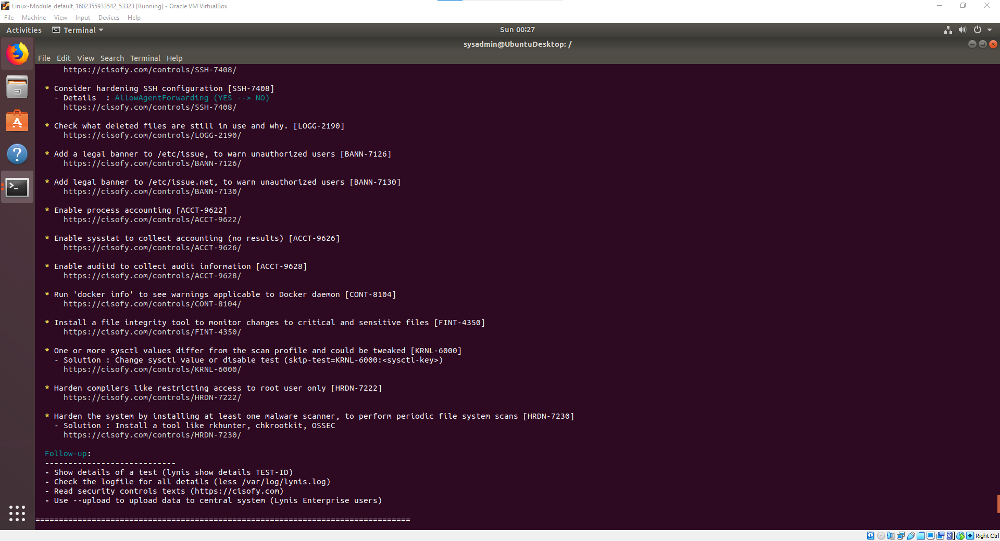 Linux-Module_default_1602355933542_53323 [Running] - Oracle VM VirtualBox
File Machine View Input Devices Help
Activities Terminal Sun 00:27
sysadmin@UbuntuDesktop: /
File Edit View Search Terminal Help
https://cisofy.com/controls/SSH-7408/
* Consider hardening SSH configuration [SSH-7408]
- Details : AllowAgentForwarding (YES --> NO)
https://cisofy.com/controls/SSH-7408/
* Check what deleted files are still in use and why. [LOGG-2190]
https://cisofy.com/controls/LOGG-2190/
* Add a legal banner to /etc/issue, to warn unauthorized users [BANN-7126]
https://cisofy.com/controls/BANN-7126/
* Add legal banner to /etc/issue.net, to warn unauthorized users [BANN-7130]
https://cisofy.com/controls/BANN-7130/
* Enable process accounting [ACCT-9622]
https://cisofy.com/controls/ACCT-9622/
* Enable sysstat to collect accounting (no results) [ACCT-9626]
https://cisofy.com/controls/ACCT-9626/
* Enable auditd to collect audit information [ACCT-9628]
https://cisofy.com/controls/ACCT-9628/
* Run 'docker info' to see warnings applicable to Docker daemon [CONT-8104]
https://cisofy.com/controls/CONT-8104/
* Install a file integrity tool to monitor changes to critical and sensitive files [FINT-4350]
https://cisofy.com/controls/FINT-4350/
* One or more sysctl values differ from the scan profile and could be tweaked [KRNL-6000]
- Solution : Change sysctl value or disable test (skip-test=KRNL-6000:<sysctl-key>)
https://cisofy.com/controls/KRNL-6000/
* Harden compilers like restricting access to root user only [HRDN-7222]
https://cisofy.com/controls/HRDN-7222/
* Harden the system by installing at least one malware scanner, to perform periodic file system scans [HRDN-7230]
- Solution : Install a tool like rkhunter, chkrootkit, OSSEC
https://cisofy.com/controls/HRDN-7230/
Follow-up:
----------------------------
- Show details of a test (lynis show details TEST-ID)
- Check the logfile for all details (less /var/log/lynis.log)
- Read security controls texts (https://cisofy.com)
- Use --upload to upload data to central system (Lynis Enterprise users)
================================================================================
Right Ctrl